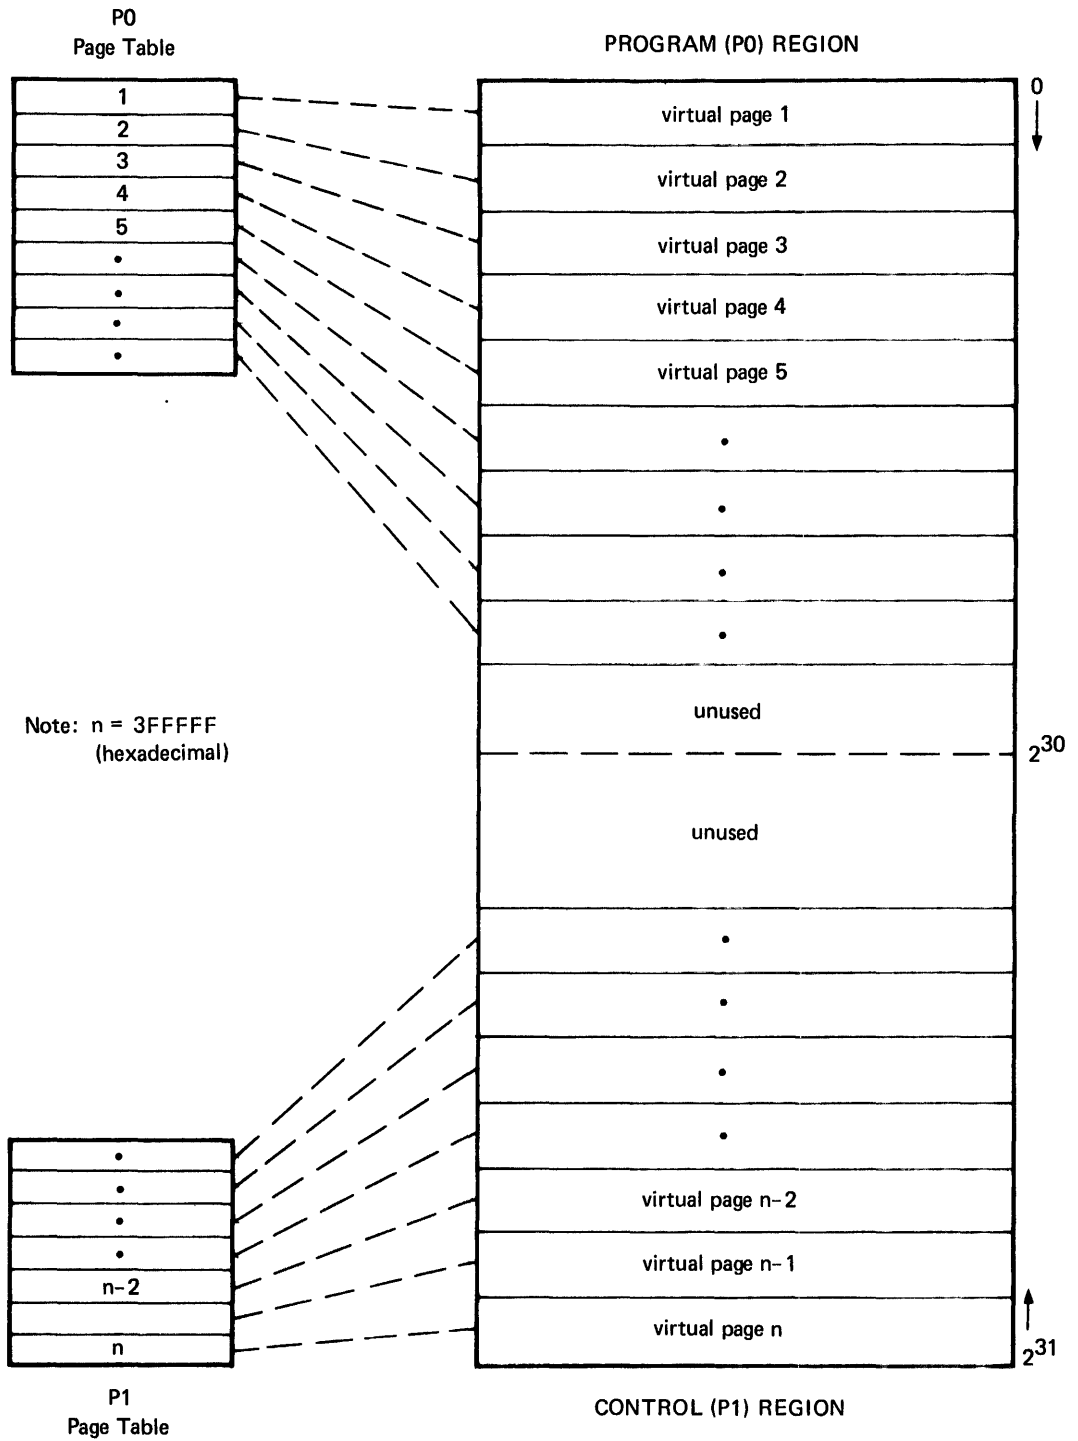 P0
Page Table
PROGRAM (P0) REGION
1
2
3
4
5
•
•
•
•
virtual page 1
virtual page 2
virtual page 3
virtual page 4
virtual page 5
•
•
•
•
unused
unused
•
•
•
•
virtual page n-2
virtual page n-1
virtual page n
0
2^30
2^31
Note: n = 3FFFFF
(hexadecimal)
•
•
•
•
n-2
n
P1
Page Table
CONTROL (P1) REGION